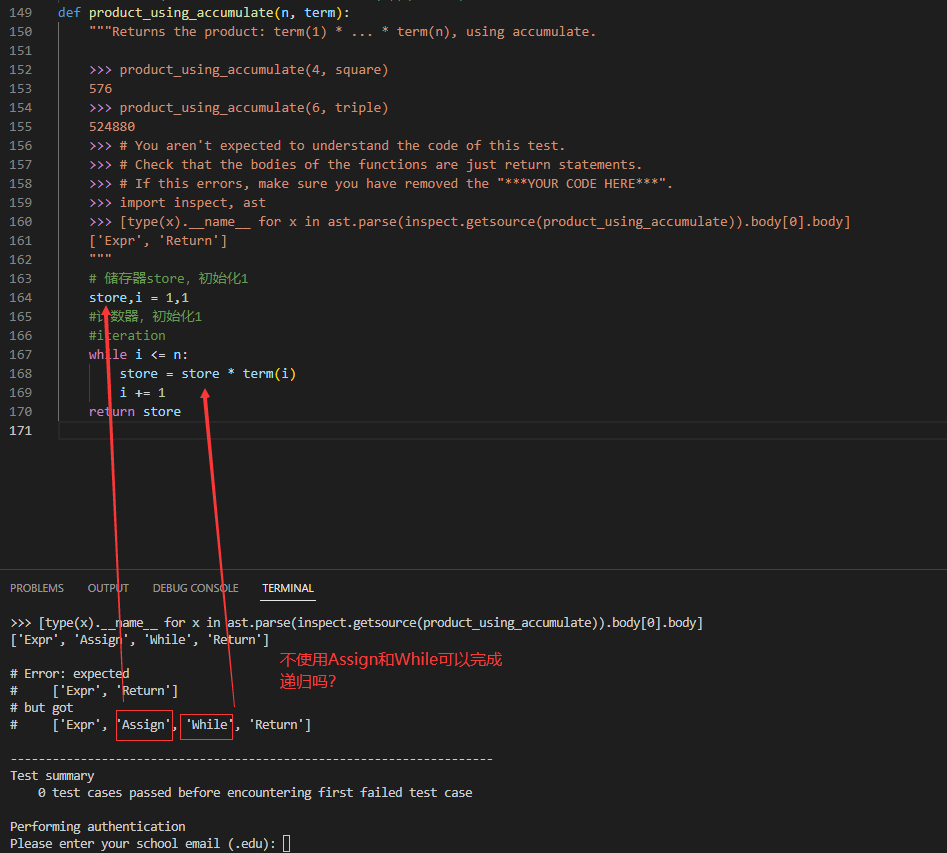 149 def product_using_accumulate(n, term):
150 """Returns the product: term(1) * ... * term(n), using accumulate.
151
152 >>> product_using_accumulate(4, square)
153 576
154 >>> product_using_accumulate(6, triple)
155 524880
156 >>> # You aren't expected to understand the code of this test.
157 >>> # Check that the bodies of the functions are just return statements.
158 >>> # If this errors, make sure you have removed the "***YOUR CODE HERE***".
159 >>> import inspect, ast
160 >>> [type(x).__name__ for x in ast.parse(inspect.getsource(product_using_accumulate)).body[0].body]
161 ['Expr', 'Return']
162 """
163 # 储存器store，初始化1
164 store,i = 1,1
165 #计数器，初始化1
166 #iteration
167 while i <= n:
168 store = store * term(i)
169 i += 1
170 return store
171
PROBLEMS OUTPUT DEBUG CONSOLE TERMINAL
>>> [type(x).__name__ for x in ast.parse(inspect.getsource(product_using_accumulate)).body[0].body]
['Expr', 'Assign', 'While', 'Return']
不使用Assign和While可以完成
递归吗?
# Error: expected
# ['Expr', 'Return']
# but got
# ['Expr', 'Assign', 'While', 'Return']
---------------------------------------------------------------------
Test summary
0 test cases passed before encountering first failed test case
Performing authentication
Please enter your school email (.edu):